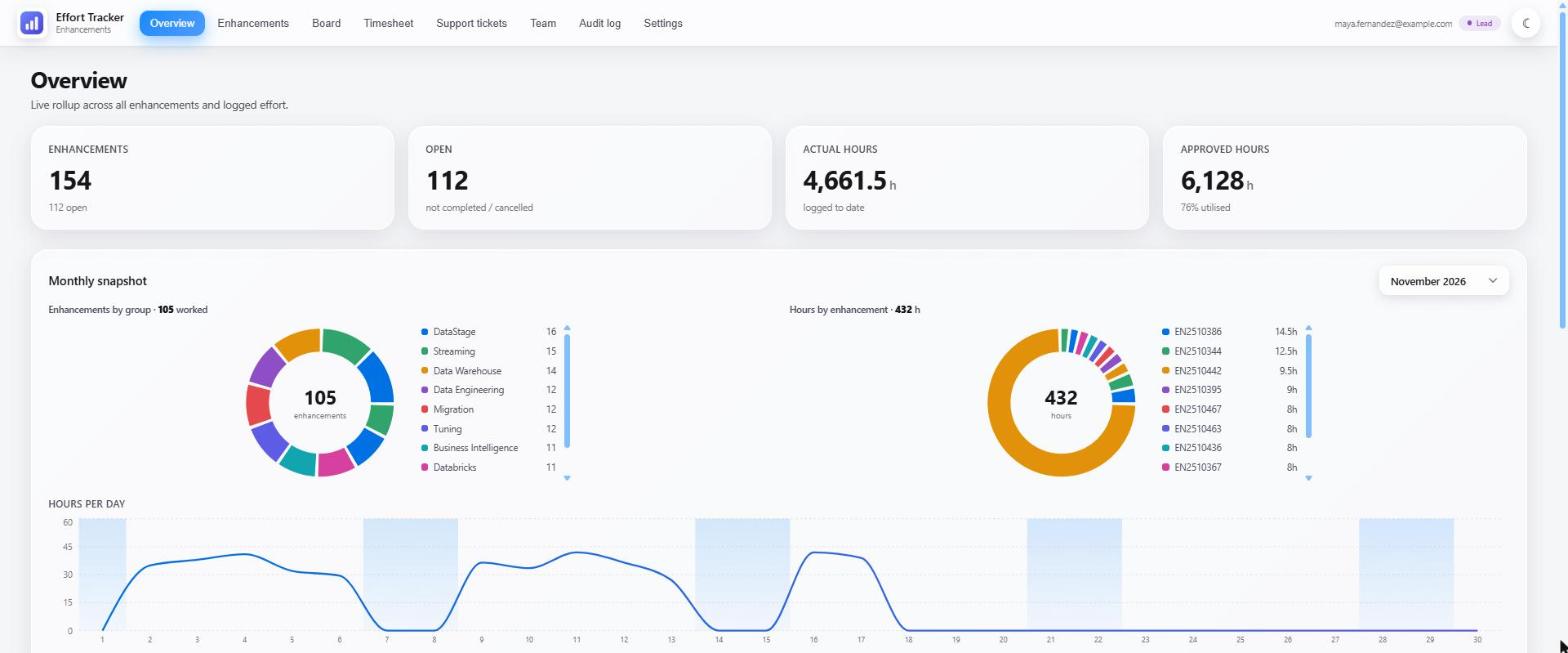 Effort Tracker
Enhancements
Overview Enhancements Board Timesheet Support tickets Team Audit log Settings
maya.fernandez@example.com Lead
Overview
Live rollup across all enhancements and logged effort.
ENHANCEMENTS
154
112 open
OPEN
112
not completed / cancelled
ACTUAL HOURS
4,661.5 h
logged to date
APPROVED HOURS
6,128 h
76% utilised
Monthly snapshot
November 2026
Enhancements by group · 105 worked
105
enhancements
DataStage 16
Streaming 15
Data Warehouse 14
Data Engineering 12
Migration 12
Tuning 12
Business Intelligence 11
Databricks 11
Hours by enhancement · 432 h
432
hours
EN2510386 14.5h
EN2510344 12.5h
EN2510442 9.5h
EN2510395 9h
EN2510467 8h
EN2510463 8h
EN2510436 8h
EN2510367 8h
HOURS PER DAY
60
45
30
15
0
1 2 3 4 5 6 7 8 9 10 11 12 13 14 15 16 17 18 19 20 21 22 23 24 25 26 27 28 29 30